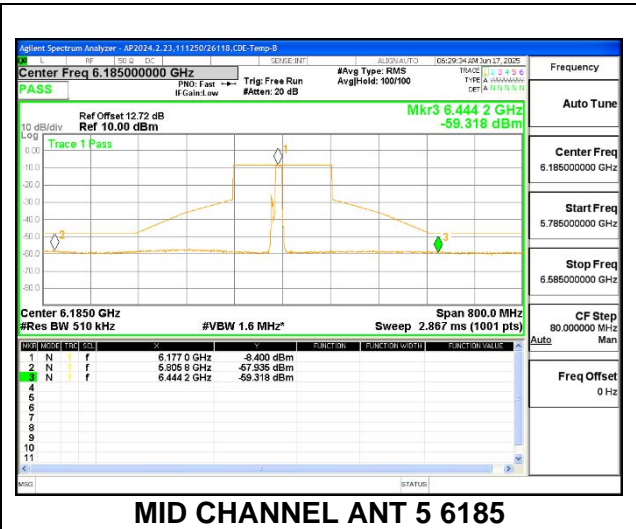 Agilent Spectrum Analyzer - AP2024.2.23,111250/26118,CDE-Temp-B
L RF 50 Ω DC SENSE:INT ALIGNAUTO 06:29:34 AM Jun 17, 2025
Center Freq 6.185000000 GHz #Avg Type: RMS TRACE 1 2 3 4 5 6
PNO: Fast Trig: Free Run Avg|Hold: 100/100 TYPE A
PASS IFGain:Low #Atten: 20 dB DET A N N N N N
Frequency
Mkr3 6.444 2 GHz
-59.318 dBm
Ref Offset 12.72 dB
10 dB/div Ref 10.00 dBm
Log
Trace 1 Pass
0.00
-10.0
-20.0
-30.0
-40.0
-50.0
-60.0
-70.0
-80.0
1
2
3
Center 6.1850 GHz Span 800.0 MHz
#Res BW 510 kHz #VBW 1.6 MHz* Sweep 2.867 ms (1001 pts)
MKR MODE TRC SCL X Y FUNCTION FUNCTION WIDTH FUNCTION VALUE
1 N 1 f 6.177 0 GHz -8.400 dBm
2 N 1 f 5.805 8 GHz -57.935 dBm
3 N 1 f 6.444 2 GHz -59.318 dBm
4
5
6
7
8
9
10
11
MSG STATUS
Auto Tune
Center Freq
6.185000000 GHz
Start Freq
5.785000000 GHz
Stop Freq
6.585000000 GHz
CF Step
80.000000 MHz
Auto Man
Freq Offset
0 Hz
MID CHANNEL ANT 5 6185